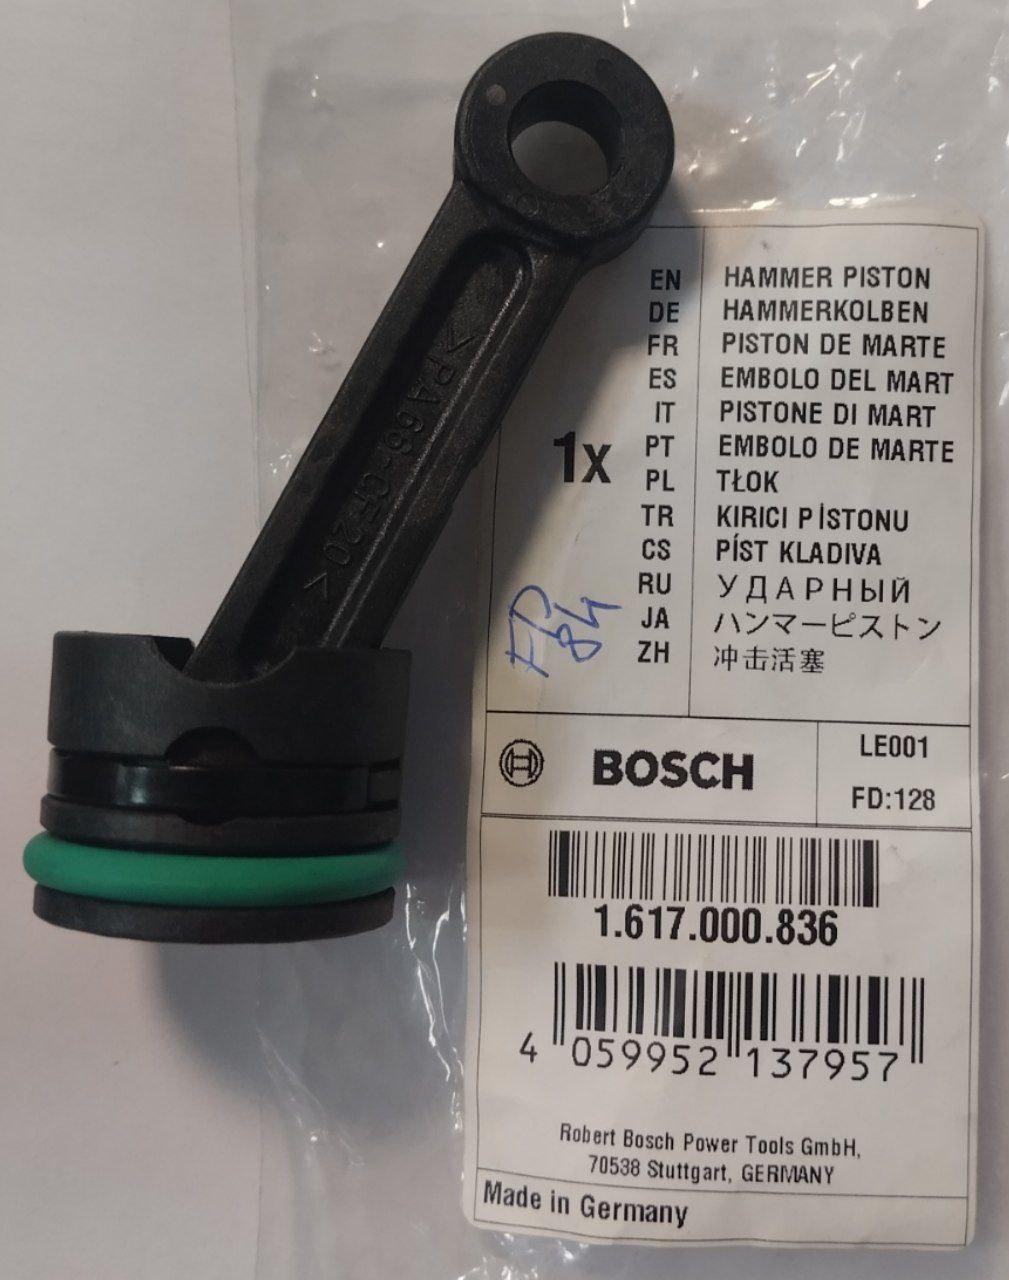 >PA66-CF20<
1x
EN HAMMER PISTON
DE HAMMERKOLBEN
FR PISTON DE MARTE
ES EMBOLO DEL MART
IT PISTONE DI MART
PT EMBOLO DE MARTE
PL TŁOK
TR KIRICI PİSTONU
CS PÍST KLADIVA
RU УДАРНЫЙ
JA ハンマーピストン
ZH 冲击活塞
84
BOSCH
LE001
FD:128
1.617.000.836
4 059952 137957
Robert Bosch Power Tools GmbH,
70538 Stuttgart, GERMANY
Made in Germany